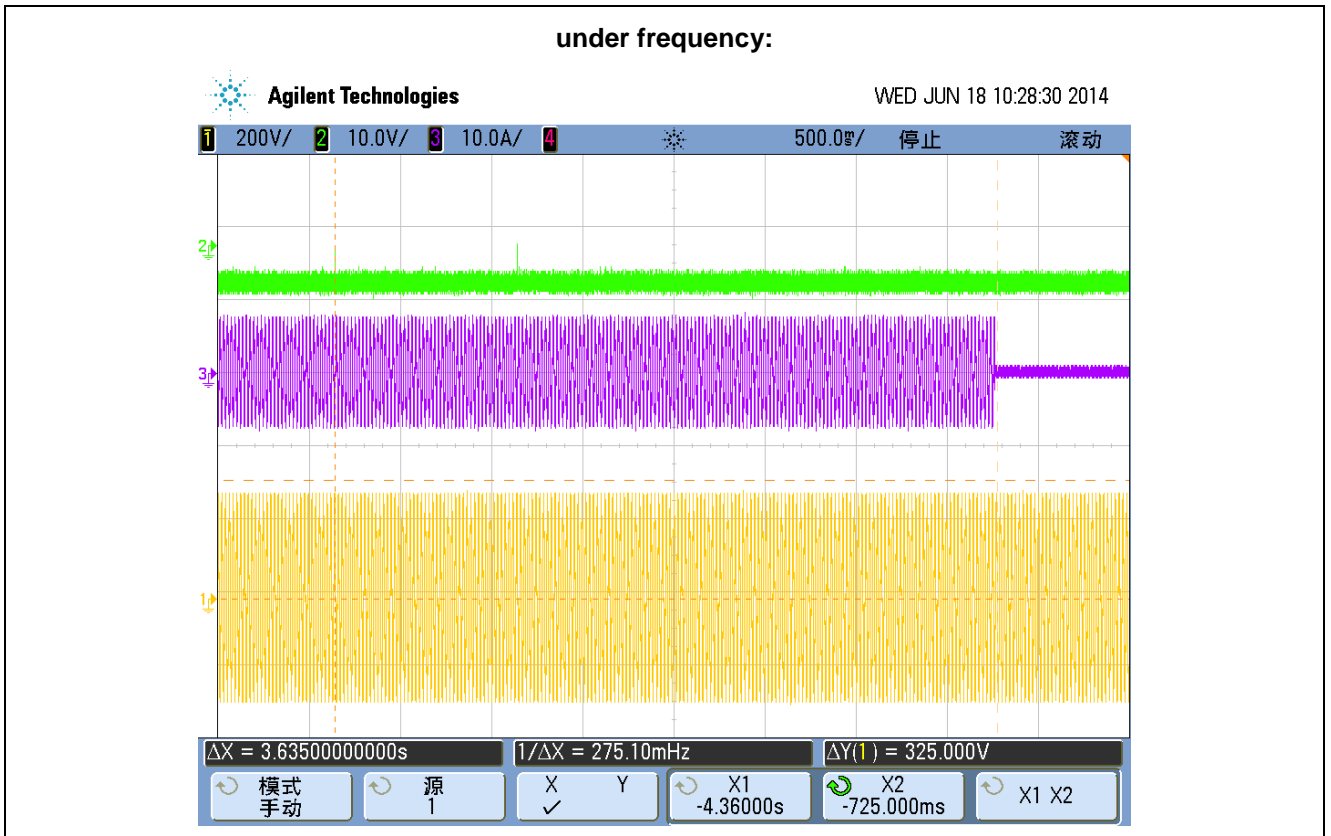 under frequency:
Agilent Technologies
WED JUN 18 10:28:30 2014
1 200V/ 2 10.0V/ 3 10.0A/ 4 500.0ms/ 停止 滚动
2
3
1
ΔX = 3.63500000000s 1/ΔX = 275.10mHz ΔY(1) = 325.000V
模式 源 X Y X1 X2 X1 X2
手动 1 ✓ -4.36000s -725.000ms